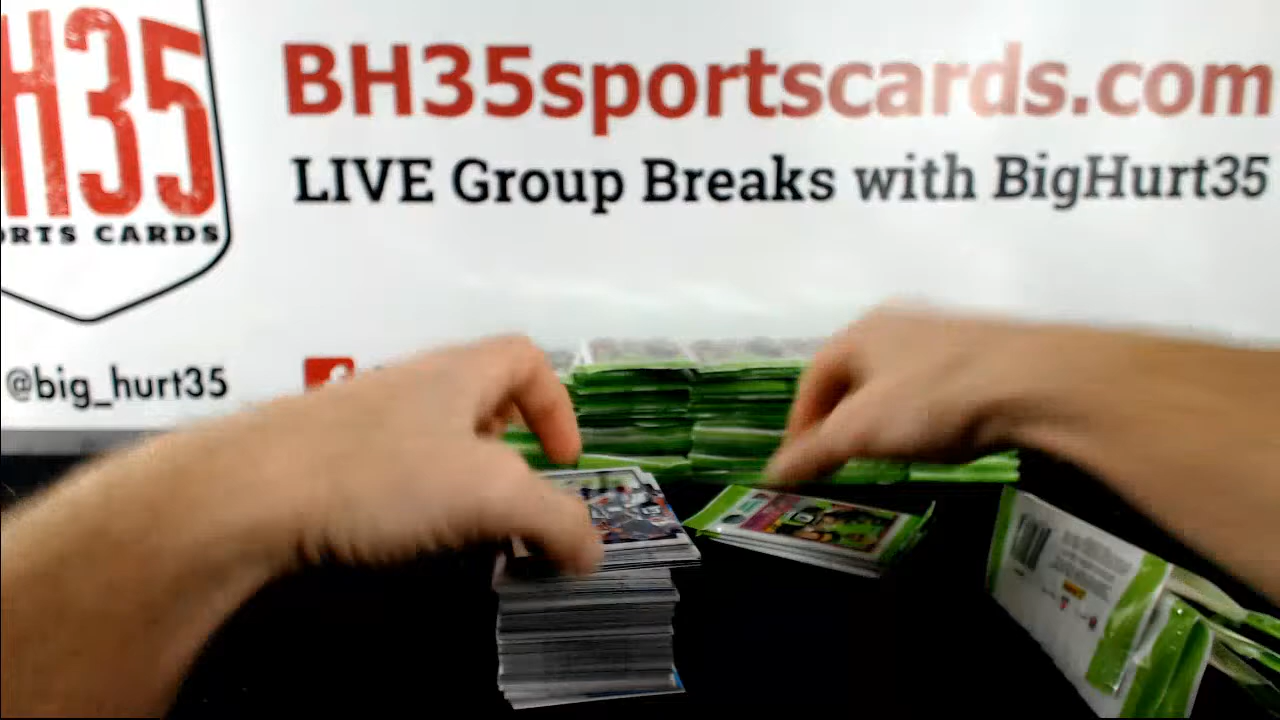 H35
RTS CARDS
BH35sportscards.com
LIVE Group Breaks with BigHurt35
@big_hurt35
f